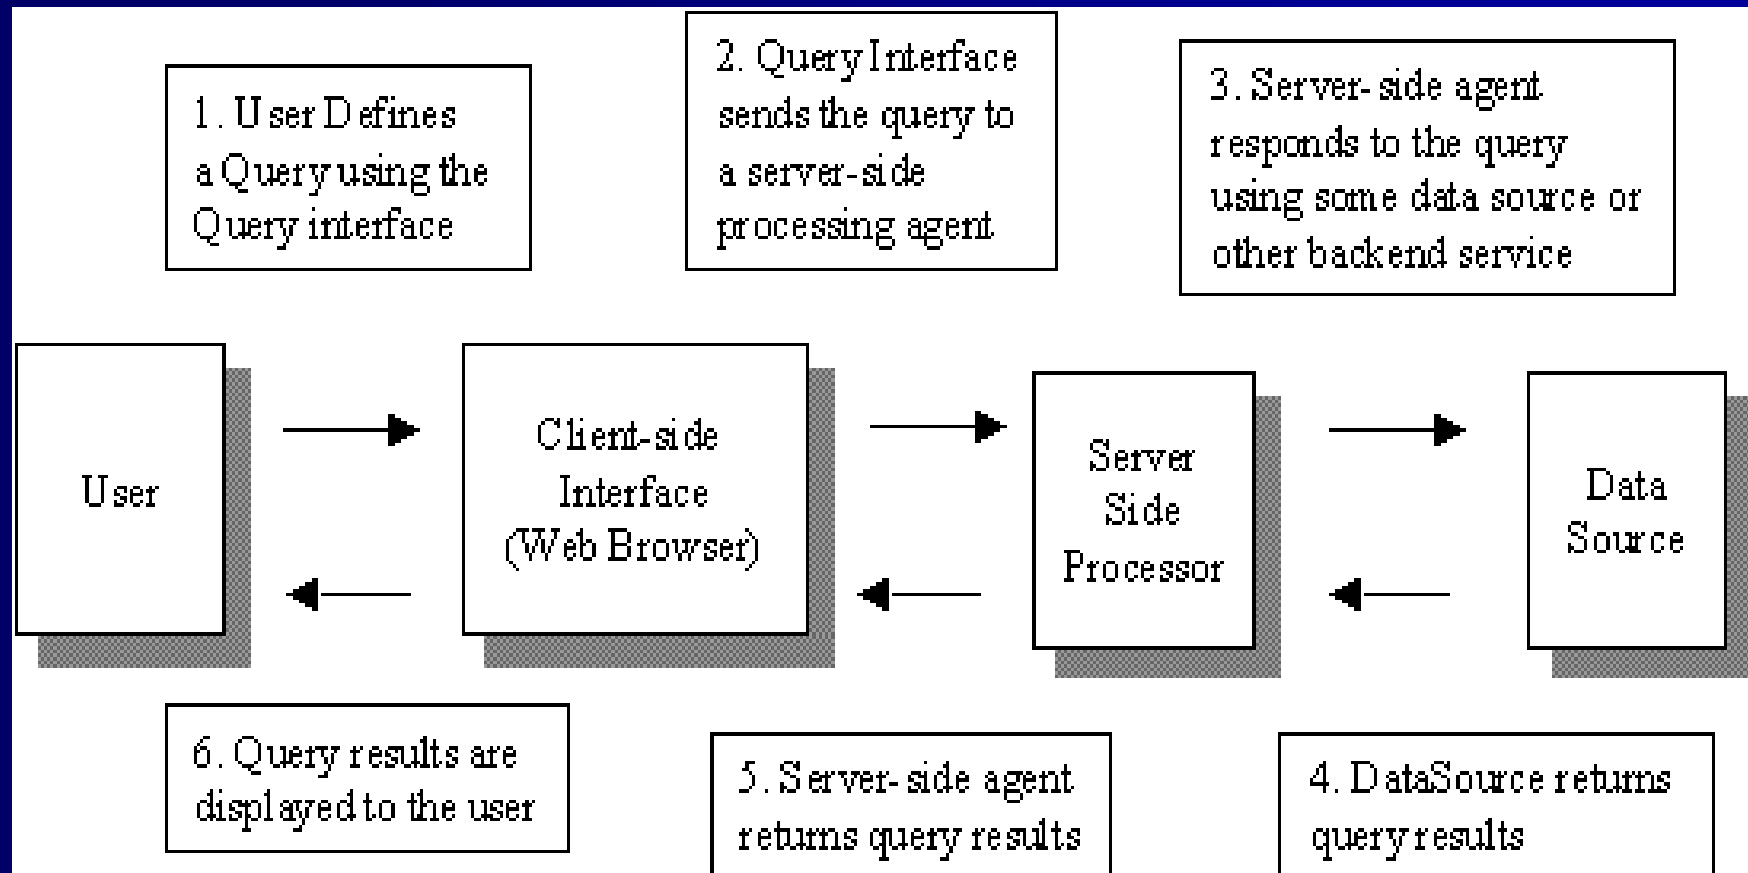 1. User Defines
a Query using the
Query interface
2. Query Interface
sends the query to
a server-side
processing agent
3. Server-side agent
responds to the query
using some data source or
other backend service
User
Client-side
Interface
(Web Browser)
Server
Side
Processor
Data
Source
6. Query results are
displayed to the user
5. Server-side agent
returns query results
4. DataSource returns
query results